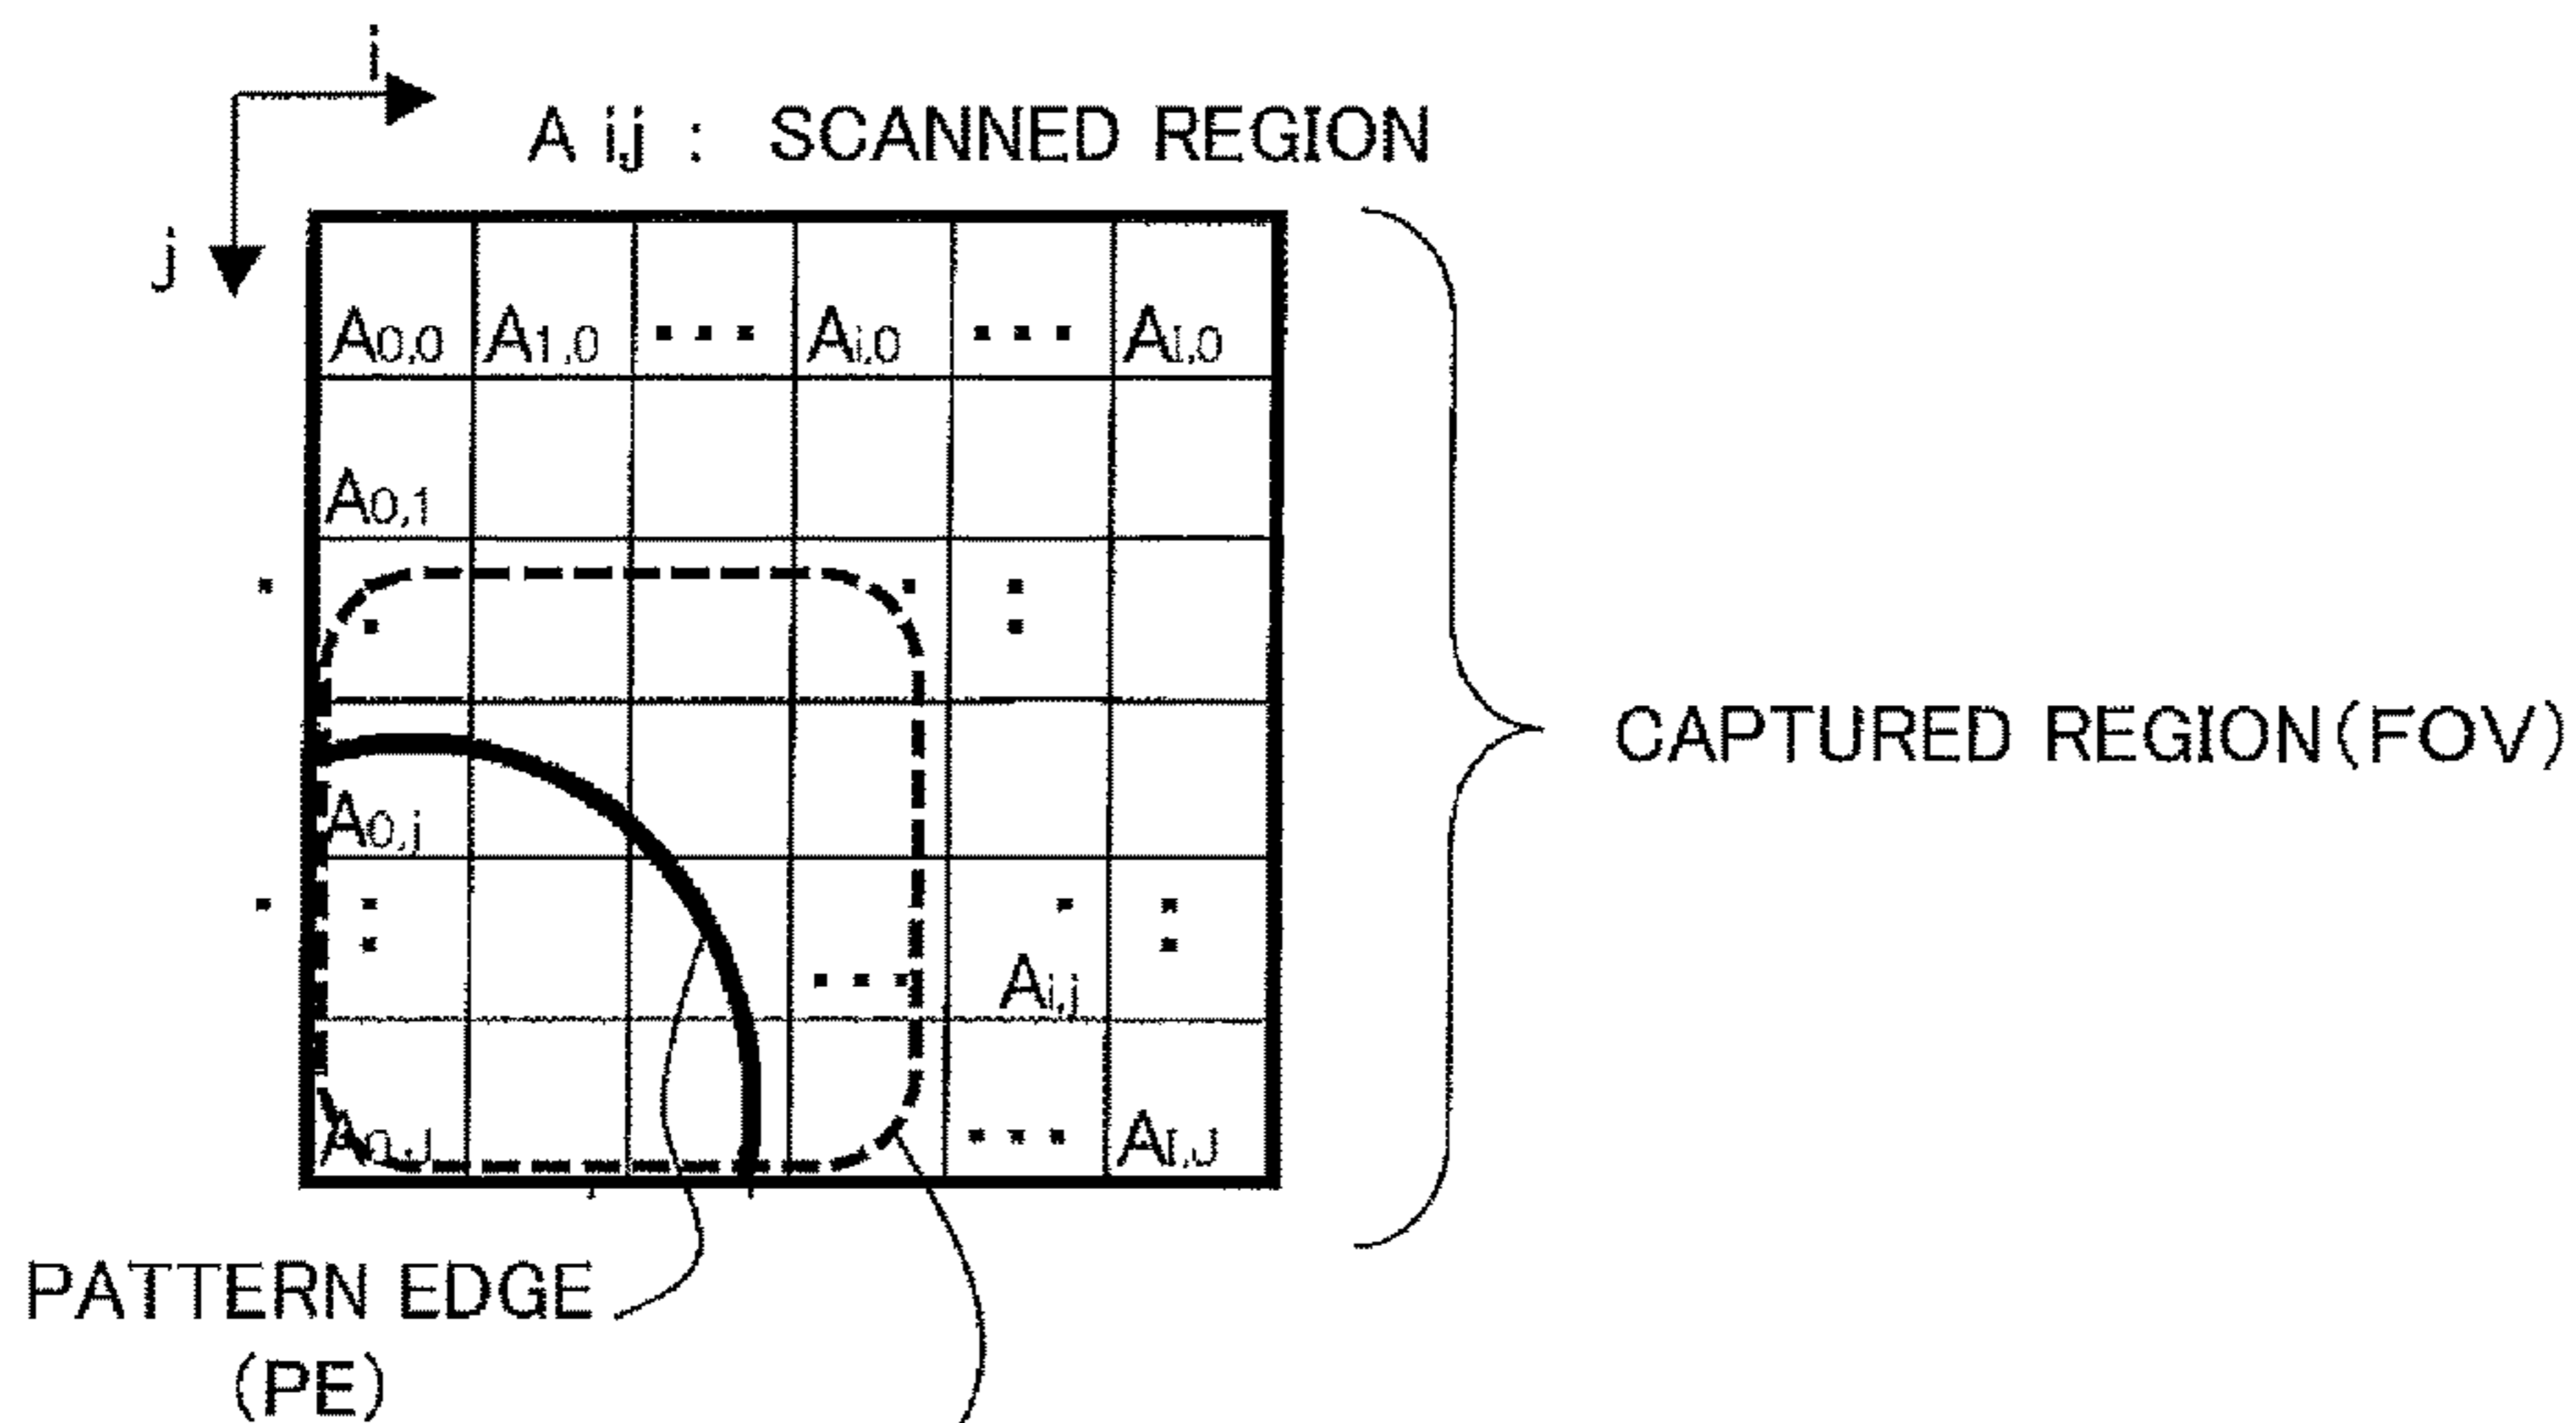 i
A ij : SCANNED REGION
j
A0,0 A1,0 ... Ai,0 ... AI,0
A0,1
CAPTURED REGION(FOV)
A0,j
... Ai,j
A0,J ... AI,J
PATTERN EDGE
(PE)